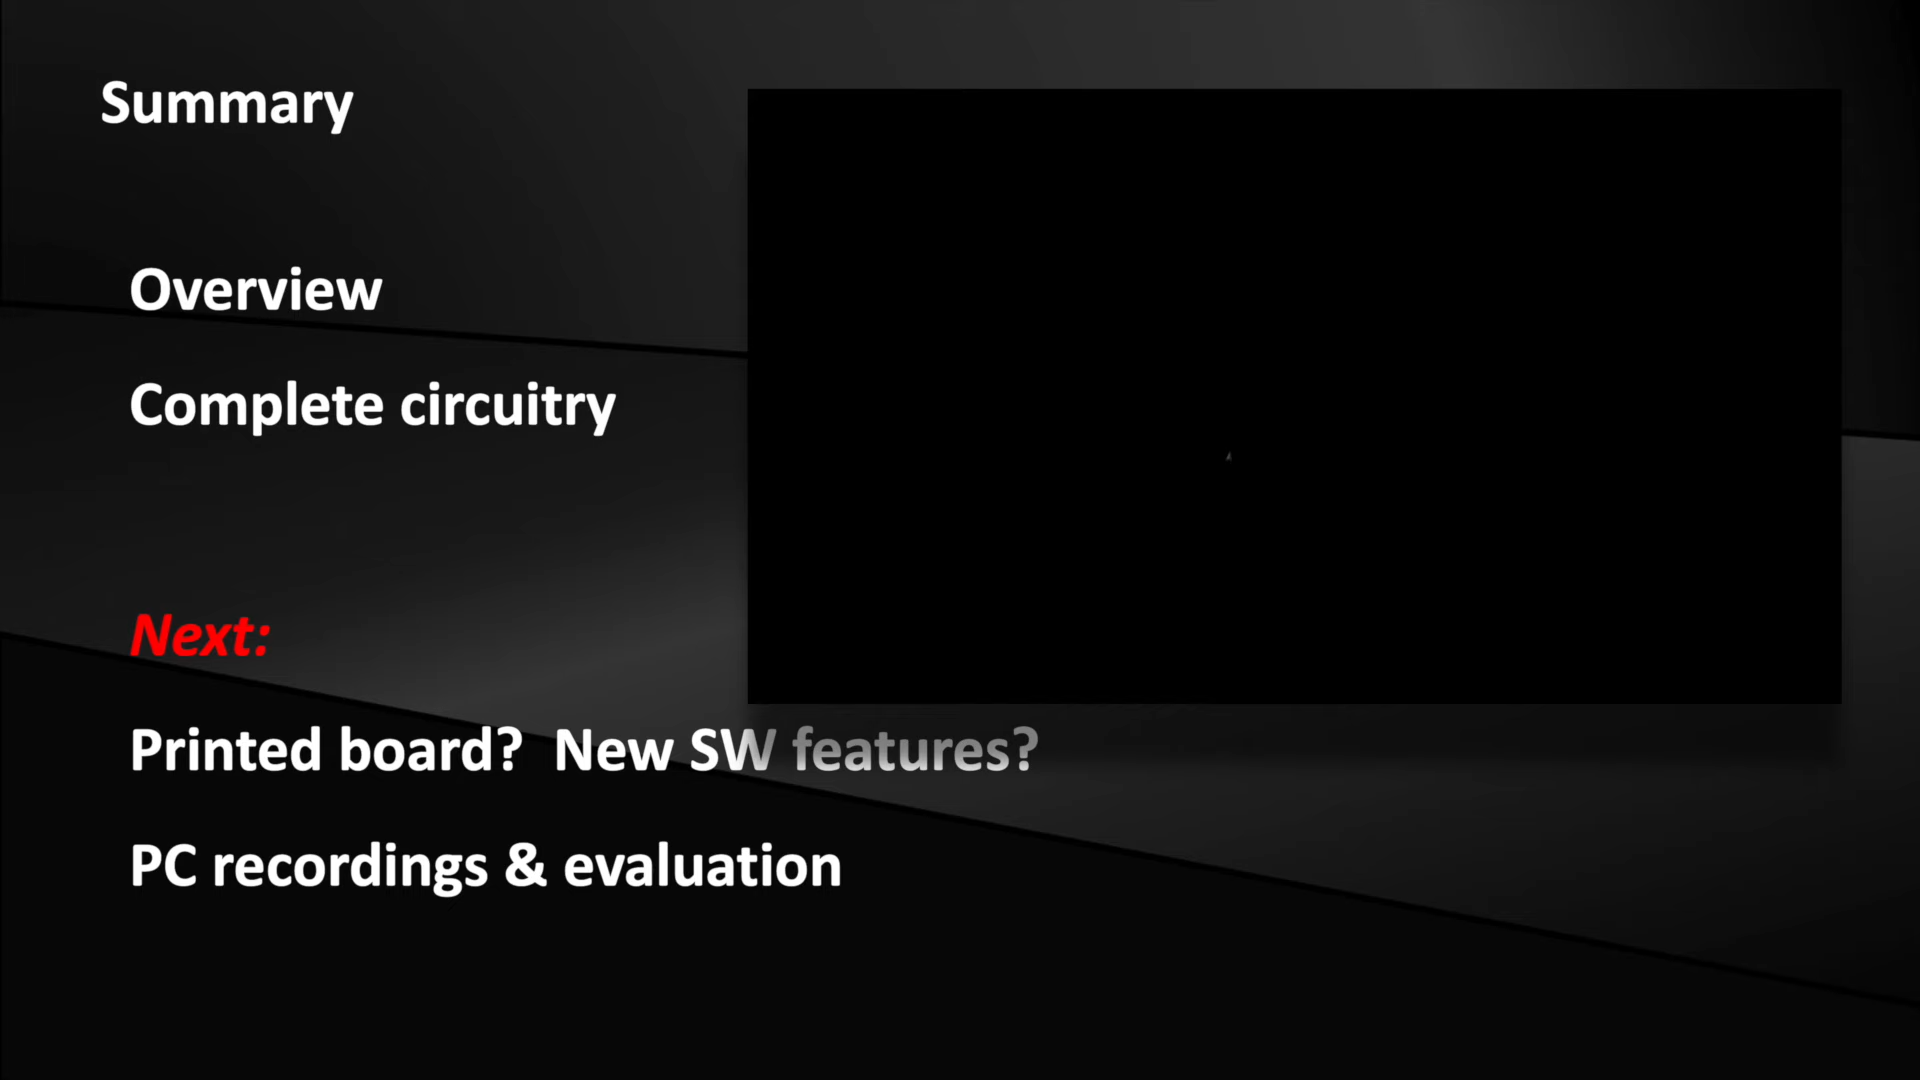 Summary
Overview
Complete circuitry
Next:
Printed board?  New SW features?
PC recordings & evaluation